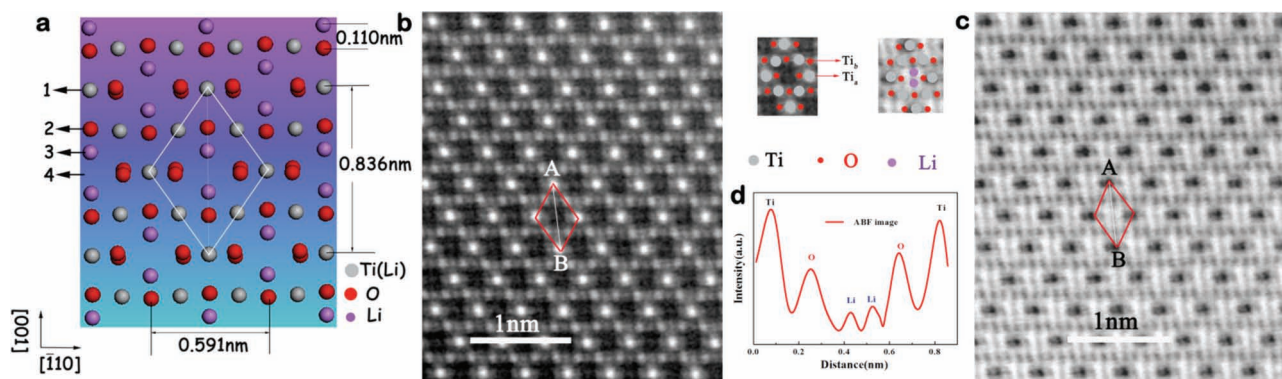 a
0.110nm
1
2
3
4
0.836nm
Ti(Li)
O
Li
[001]
[1̄10]
0.591nm
b
A
B
1nm
Ti_b
Ti_a
Ti O Li
d
Intensity(a.u.)
Ti
O
Li
Li
O
Ti
ABF image
0.0 0.2 0.4 0.6 0.8
Distance(nm)
c
A
B
1nm